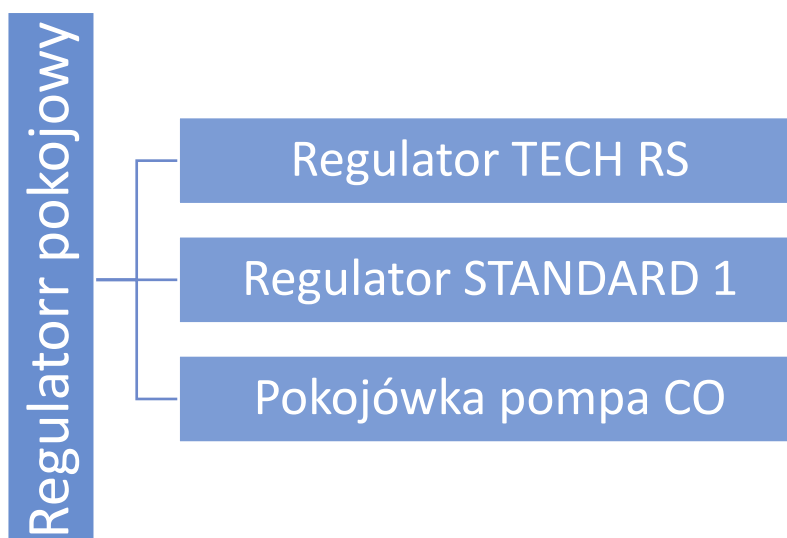 Regulatorr pokojowy
Regulator TECH RS
Regulator STANDARD 1
Pokojówka pompa CO